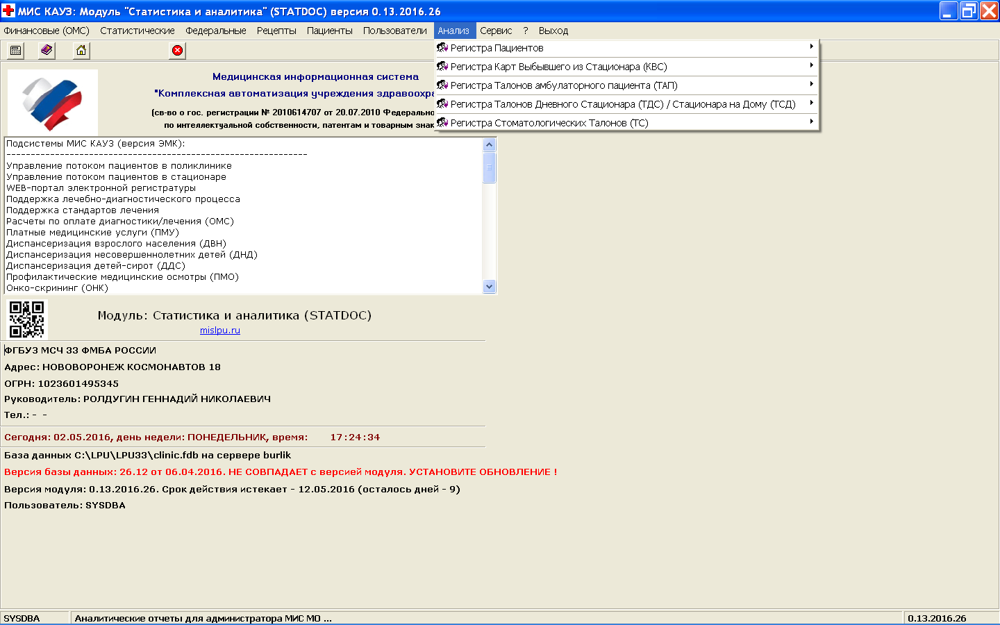 МИС КАУЗ: Модуль "Статистика и аналитика" (STATDOC) версия 0.13.2016.26
Финансовые (ОМС) Статистические Федеральные Рецепты Пациенты Пользователи Анализ Сервис ? Выход
Регистра Пациентов
Регистра Карт Выбывшего из Стационара (КВС)
Регистра Талонов амбулаторного пациента (ТАП)
Регистра Талонов Дневного Стационара (ТДС) / Стационара на Дому (ТСД)
Регистра Стоматологических Талонов (ТС)
Медицинская информационная система
"Комплексная автоматизация учреждения здравоохра
(св-во о гос. регистрации № 2010614707 от 20.07.2010 Федерально
по интеллектуальной собственности, патентам и товарным знак
Подсистемы МИС КАУЗ (версия ЭМК):
--------------------------------------------------------------
Управление потоком пациентов в поликлинике
Управление потоком пациентов в стационаре
WEB-портал электронной регистратуры
Поддержка лечебно-диагностического процесса
Поддержка стандартов лечения
Расчеты по оплате диагностики/лечения (ОМС)
Платные медицинские услуги (ПМУ)
Диспансеризация взрослого населения (ДВН)
Диспансеризация несовершеннолетних детей (ДНД)
Диспансеризация детей-сирот (ДДС)
Профилактические медицинские осмотры (ПМО)
Онко-скрининг (ОНК)
Модуль: Статистика и аналитика (STATDOC)
mislpu.ru
ФГБУЗ МСЧ 33 ФМБА РОССИИ
Адрес: НОВОВОРОНЕЖ КОСМОНАВТОВ 18
ОГРН: 1023601495345
Руководитель: РОЛДУГИН ГЕННАДИЙ НИКОЛАЕВИЧ
Тел.: - -
Сегодня: 02.05.2016, день недели: ПОНЕДЕЛЬНИК, время: 17:24:34
База данных C:\LPU\LPU33\clinic.fdb на сервере burlik
Версия базы данных: 26.12 от 06.04.2016. НЕ СОВПАДАЕТ с версией модуля. УСТАНОВИТЕ ОБНОВЛЕНИЕ !
Версия модуля: 0.13.2016.26. Срок действия истекает - 12.05.2016 (осталось дней - 9)
Пользователь: SYSDBA
SYSDBA Аналитические отчеты для администратора МИС МО ... 0.13.2016.26